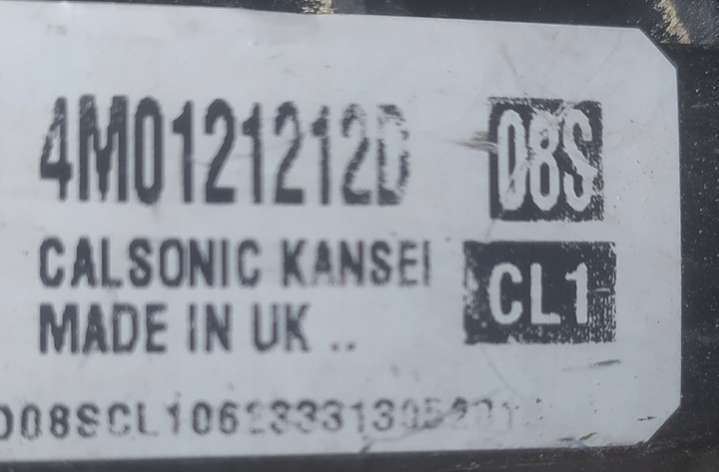 4M0121212D 08S
CALSONIC KANSEI CL1
MADE IN UK ..